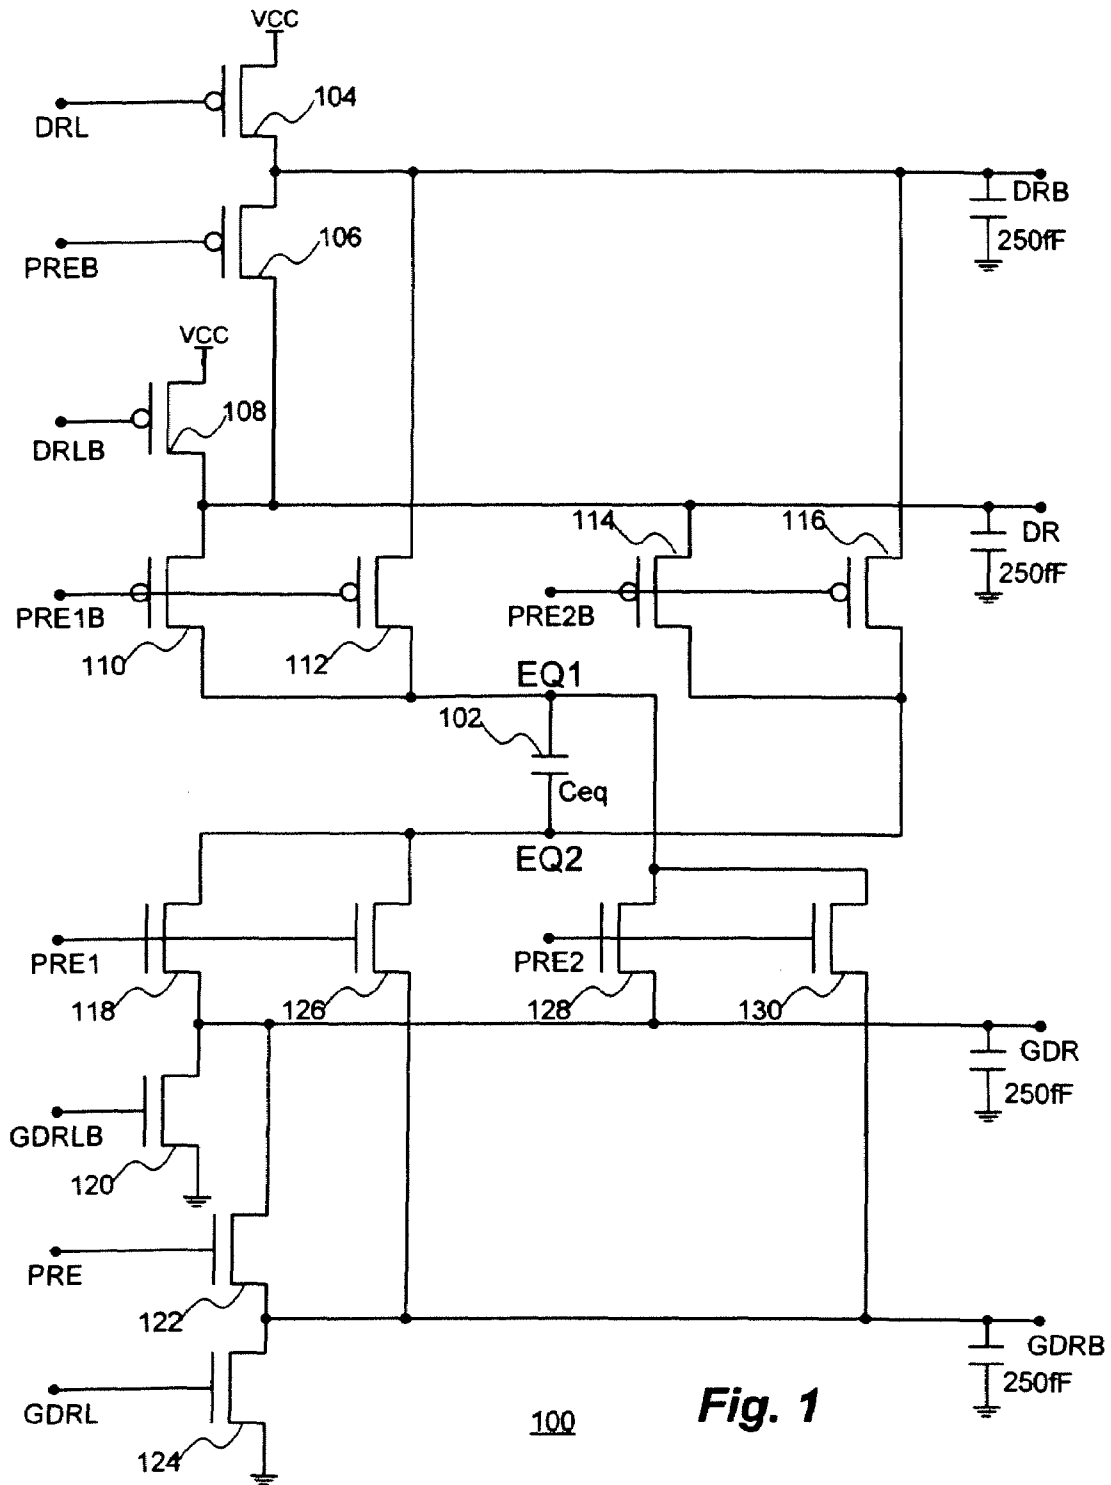 VCC
DRL
104
DRB
250fF
PREB
106
VCC
DRLB
108
DR
250fF
114
116
PRE1B
110
112
PRE2B
EQ1
102
Ceq
EQ2
PRE1
118
126
PRE2
128
130
GDR
250fF
GDRLB
120
PRE
122
GDRB
250fF
GDRL
124
100
Fig. 1